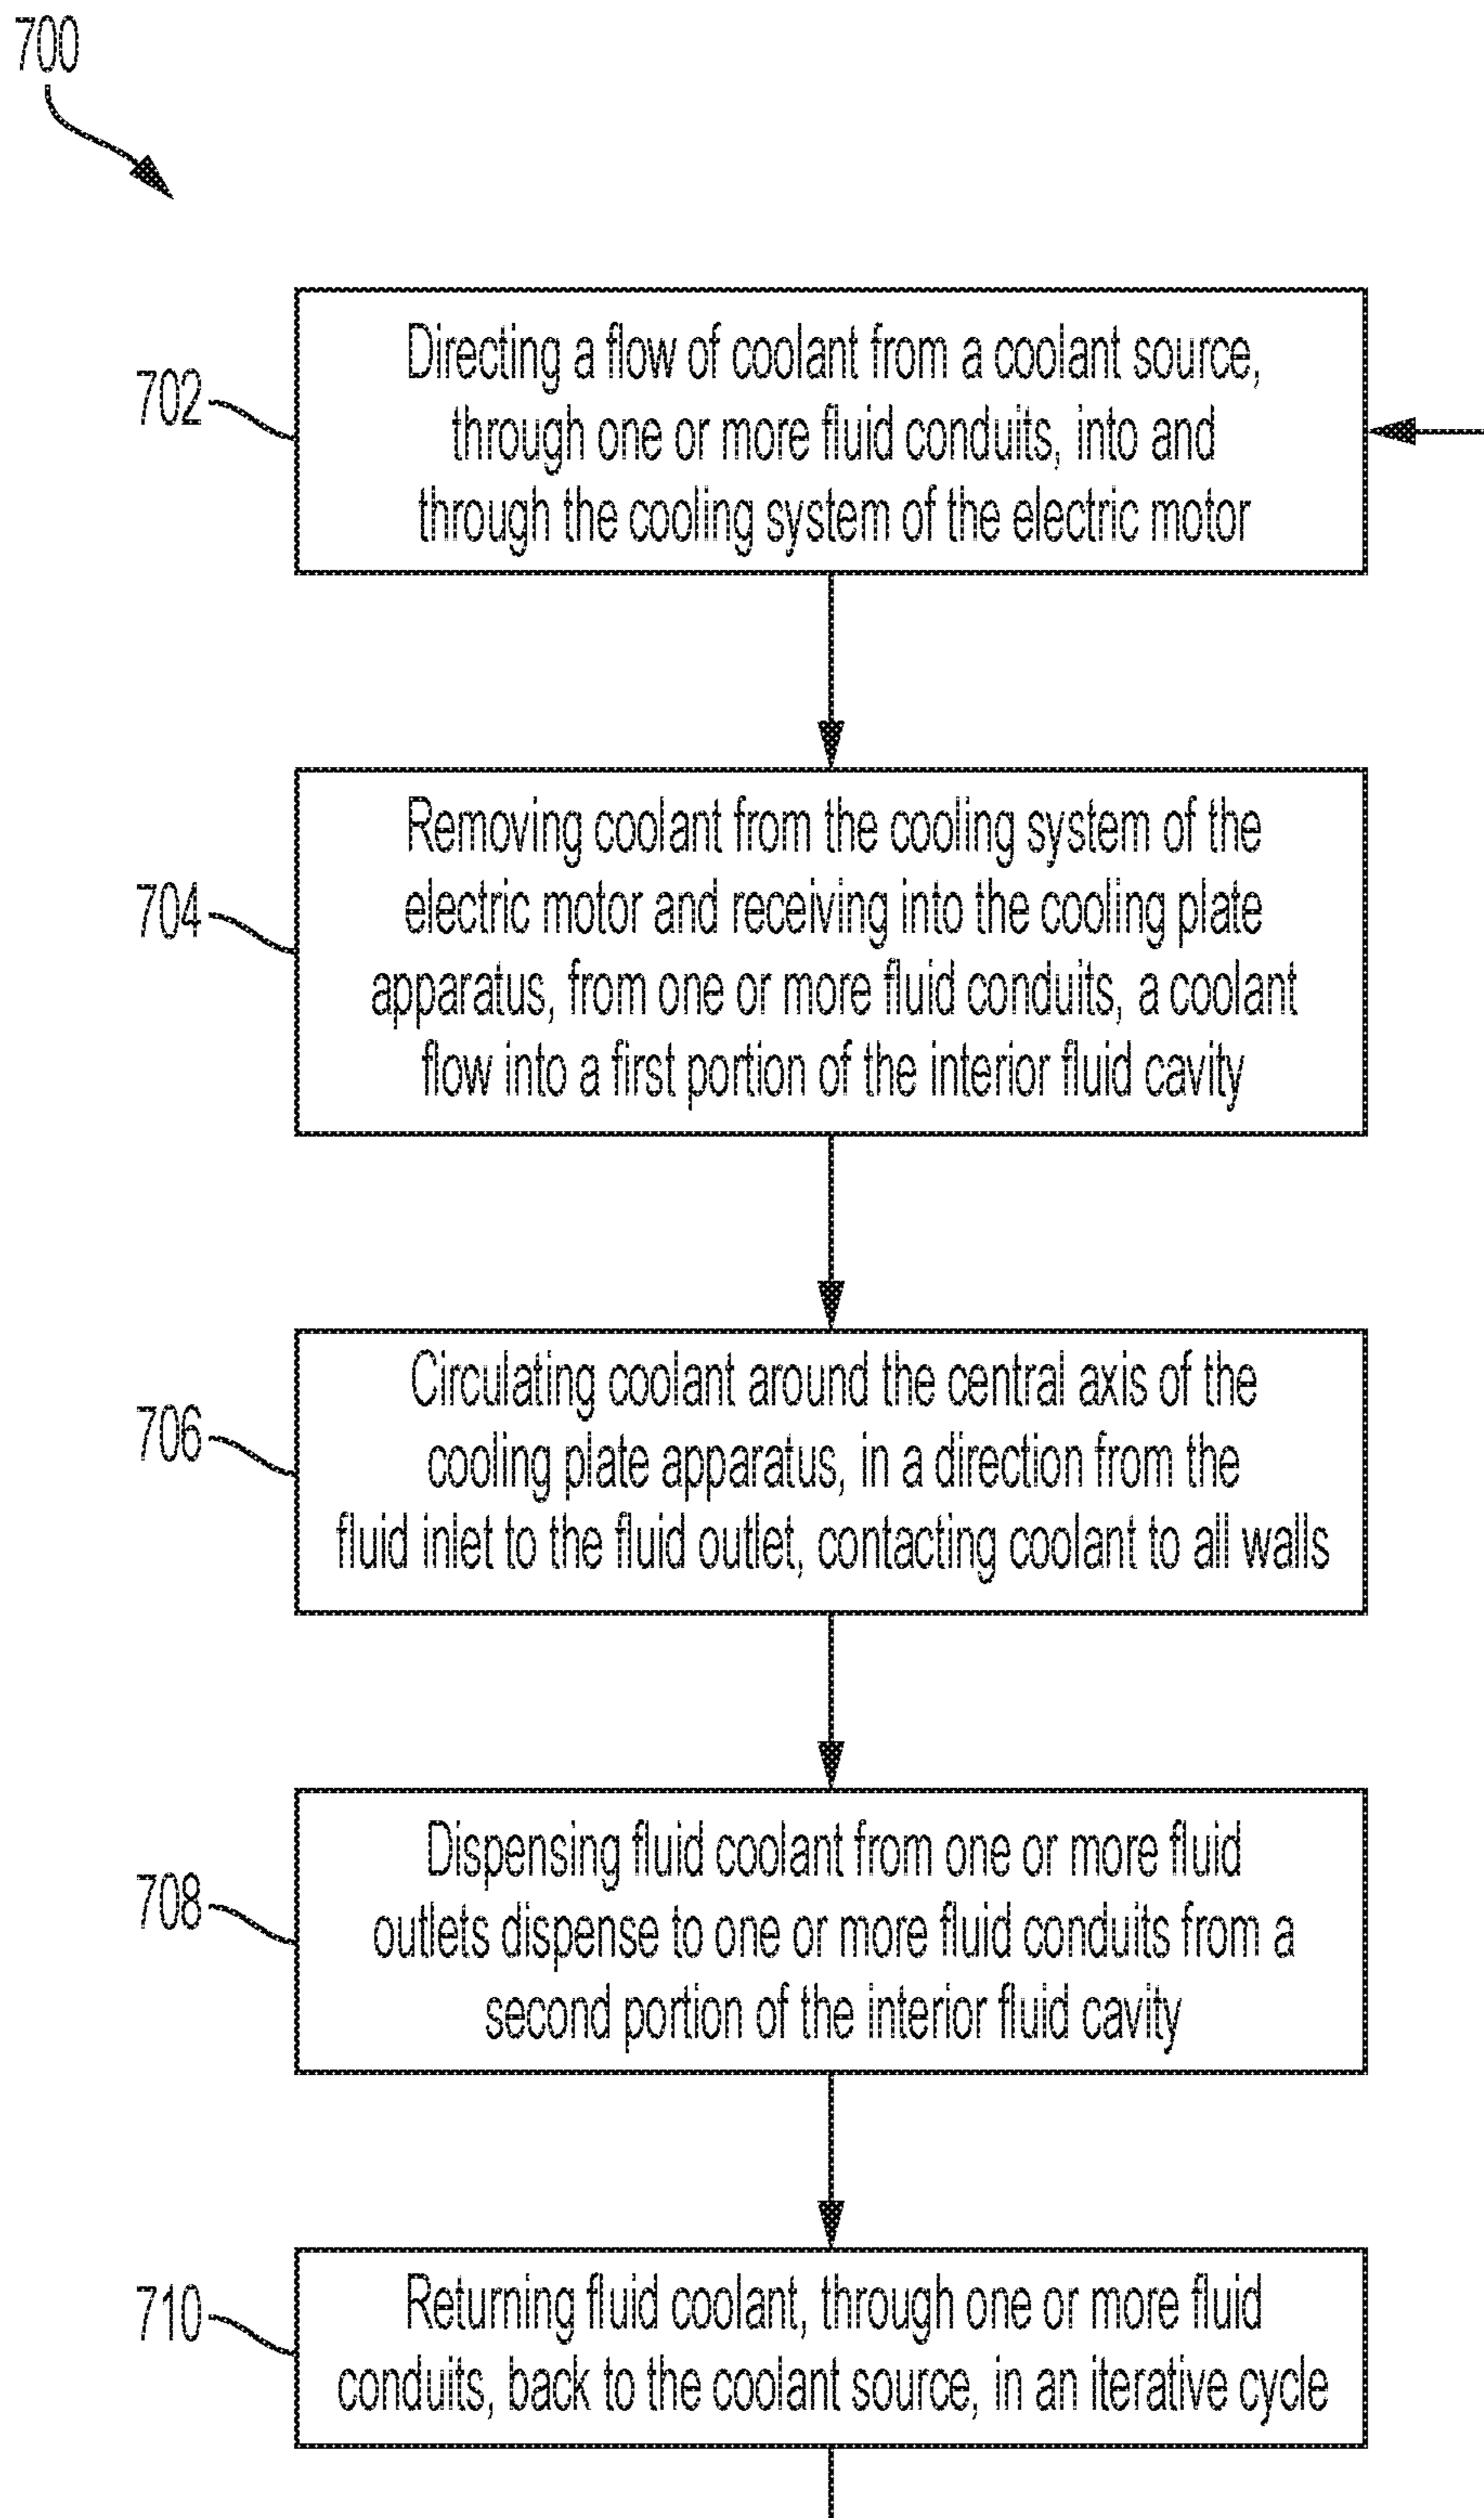 700
702
Directing a flow of coolant from a coolant source,
through one or more fluid conduits, into and
through the cooling system of the electric motor
704
Removing coolant from the cooling system of the
electric motor and receiving into the cooling plate
apparatus, from one or more fluid conduits, a coolant
flow into a first portion of the interior fluid cavity
706
Circulating coolant around the central axis of the
cooling plate apparatus, in a direction from the
fluid inlet to the fluid outlet, contacting coolant to all walls
708
Dispensing fluid coolant from one or more fluid
outlets dispense to one or more fluid conduits from a
second portion of the interior fluid cavity
710
Returning fluid coolant, through one or more fluid
conduits, back to the coolant source, in an iterative cycle